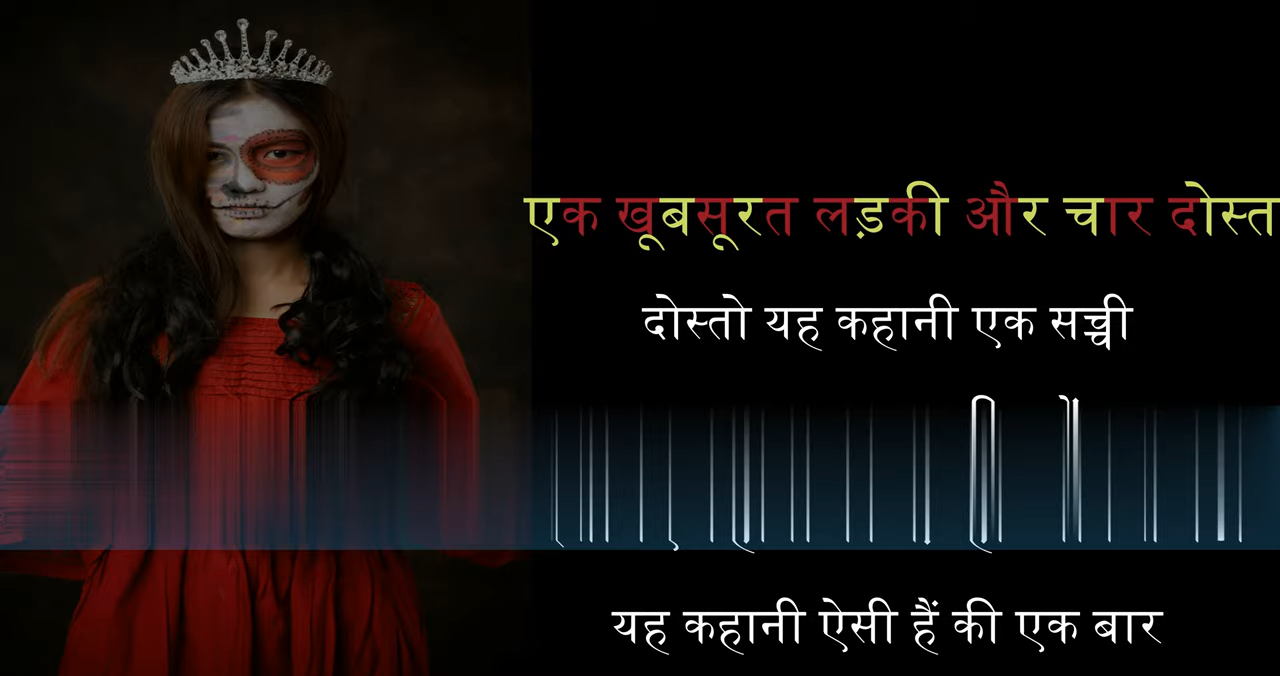 एक खूबसूरत लड़की और चार दोस्त
दोस्तो यह कहानी एक सच्ची
यह कहानी ऐसी हैं की एक बार